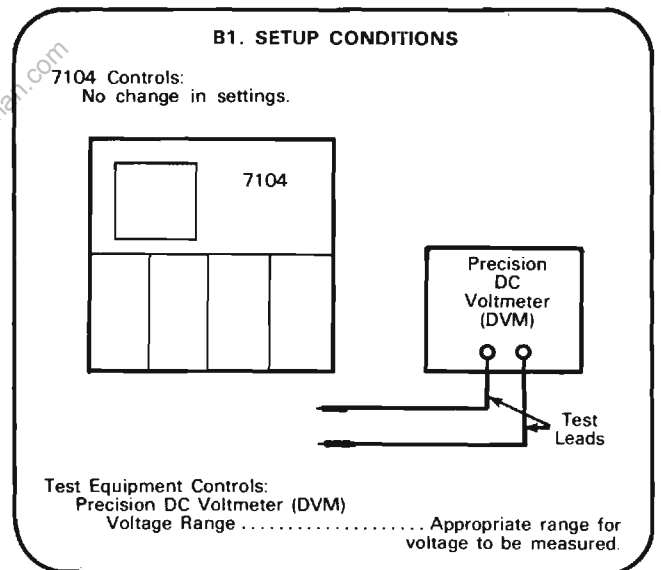 B1. SETUP CONDITIONS
7104 Controls:
No change in settings.
7104
Precision
DC
Voltmeter
(DVM)
Test
Leads
Test Equipment Controls:
Precision DC Voltmeter (DVM)
Voltage Range .................... Appropriate range for
voltage to be measured.